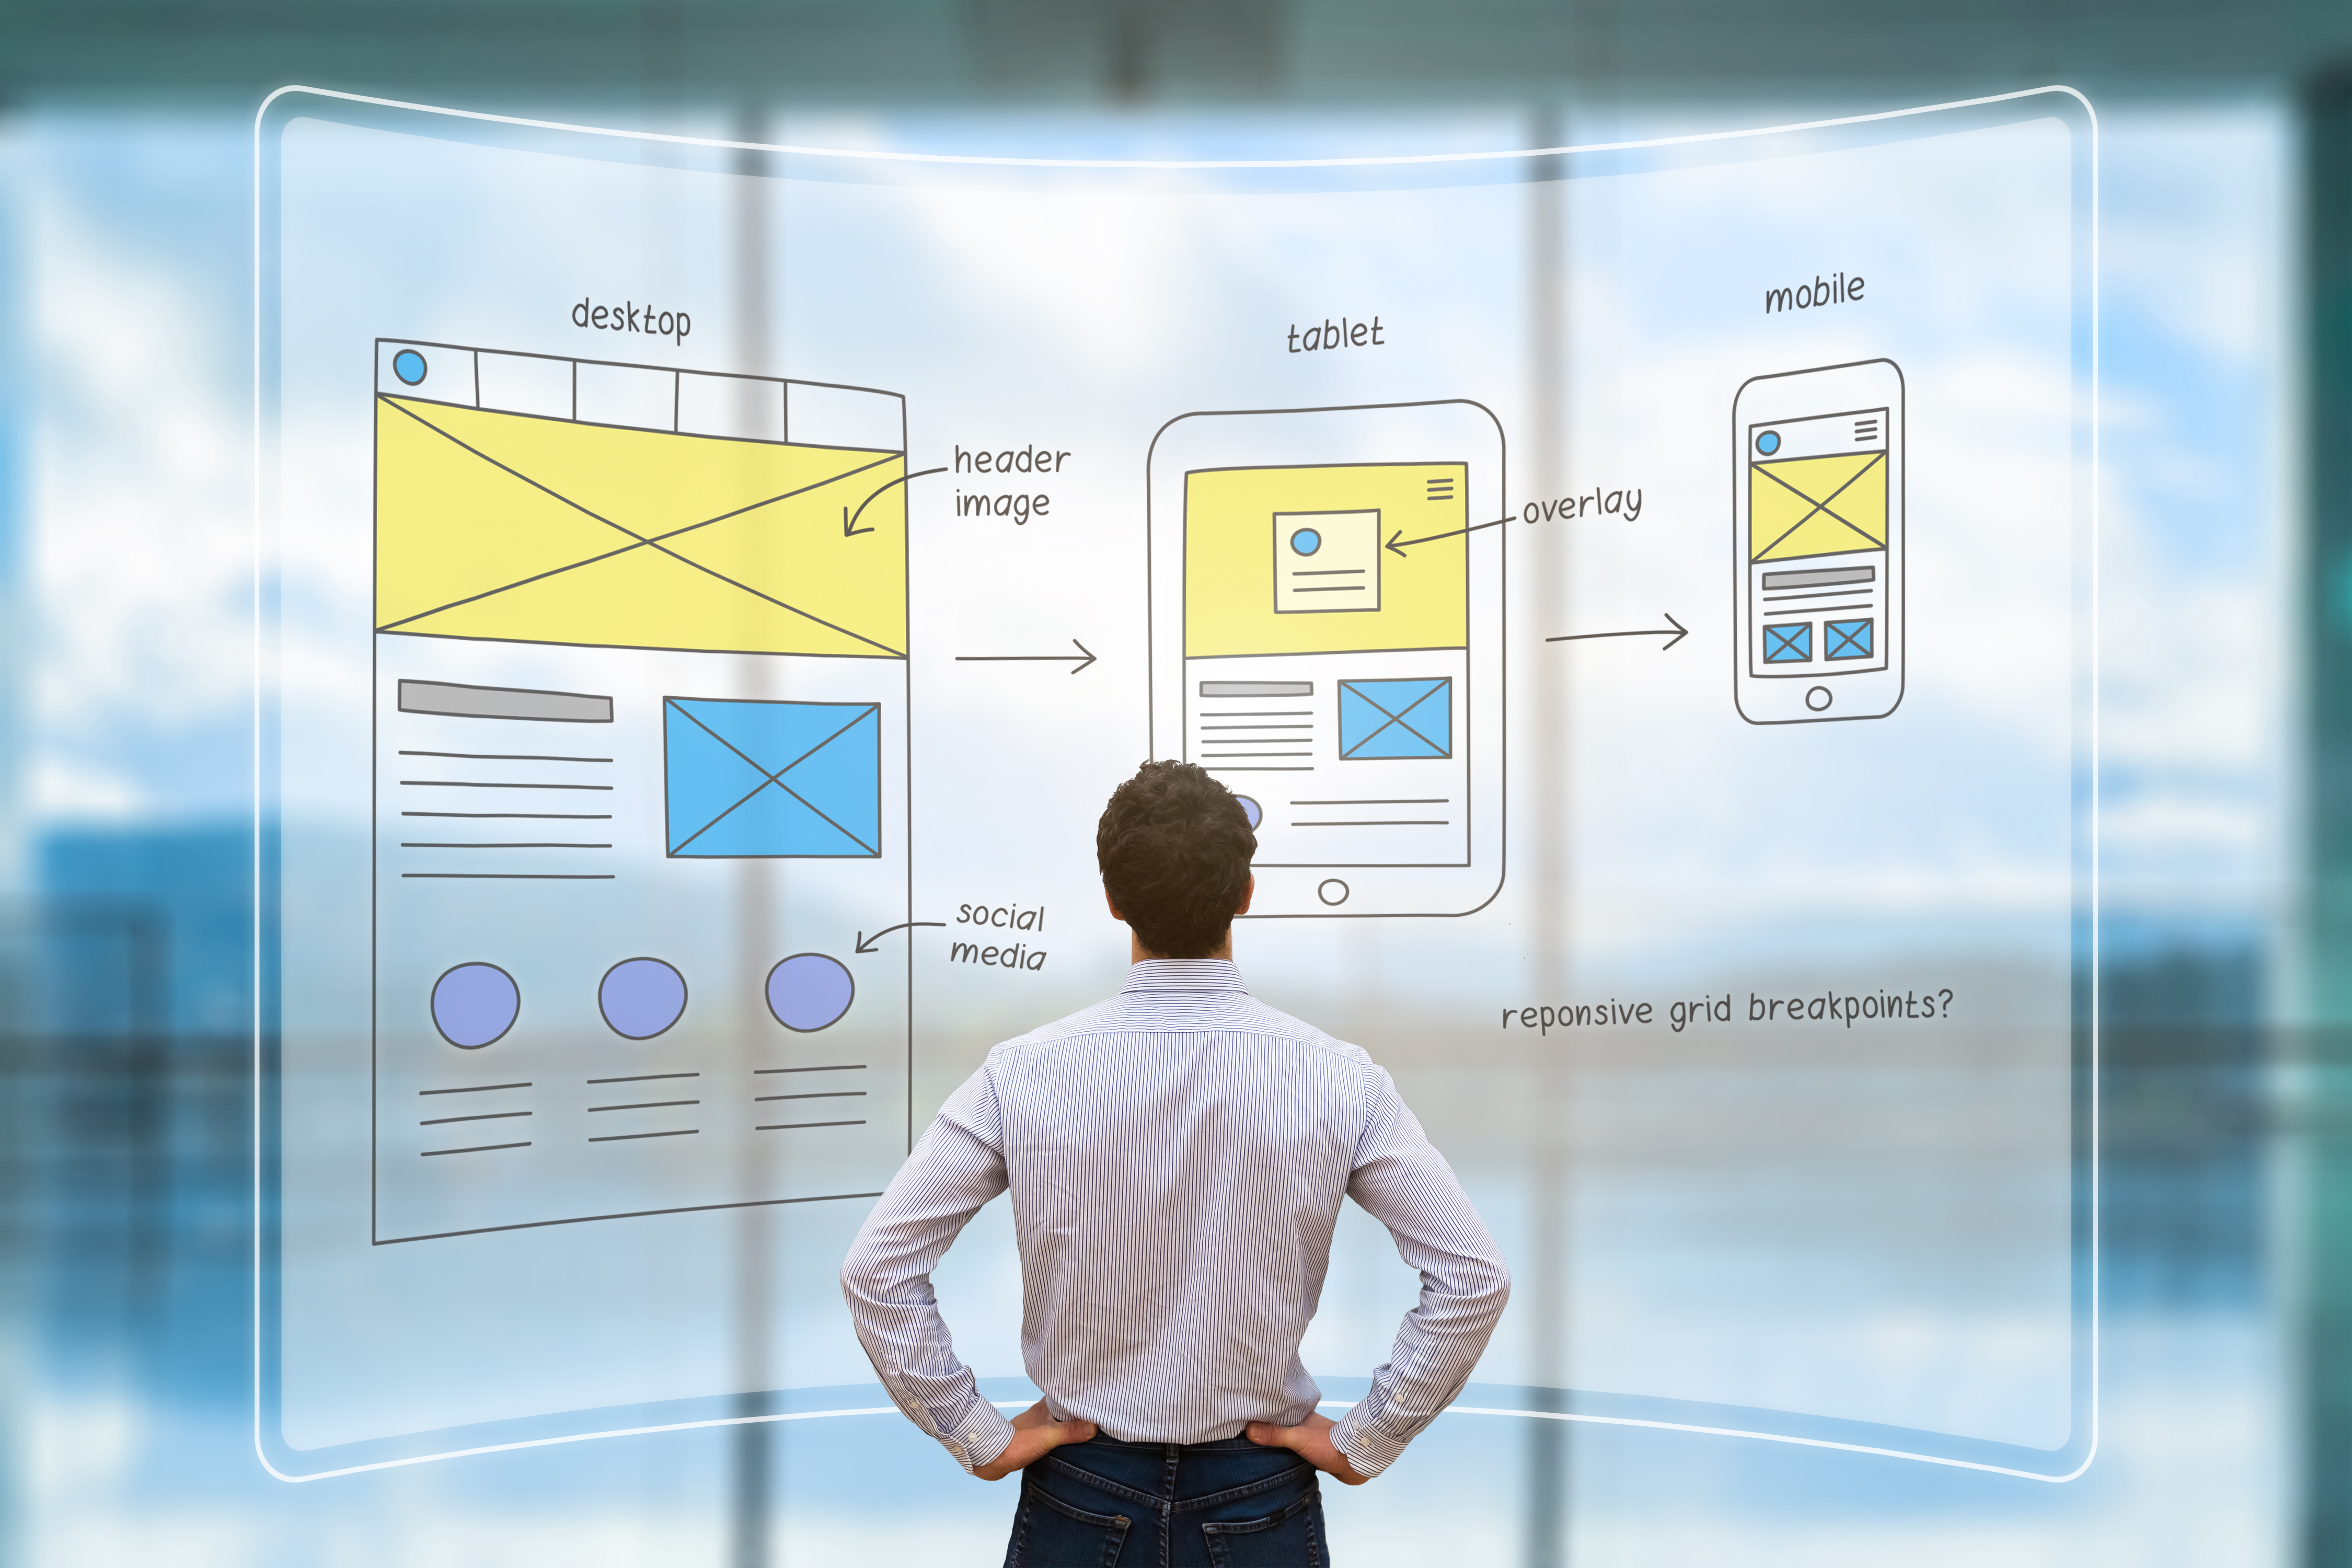 desktop
tablet
mobile
header
image
overlay
social
media
reponsive grid breakpoints?